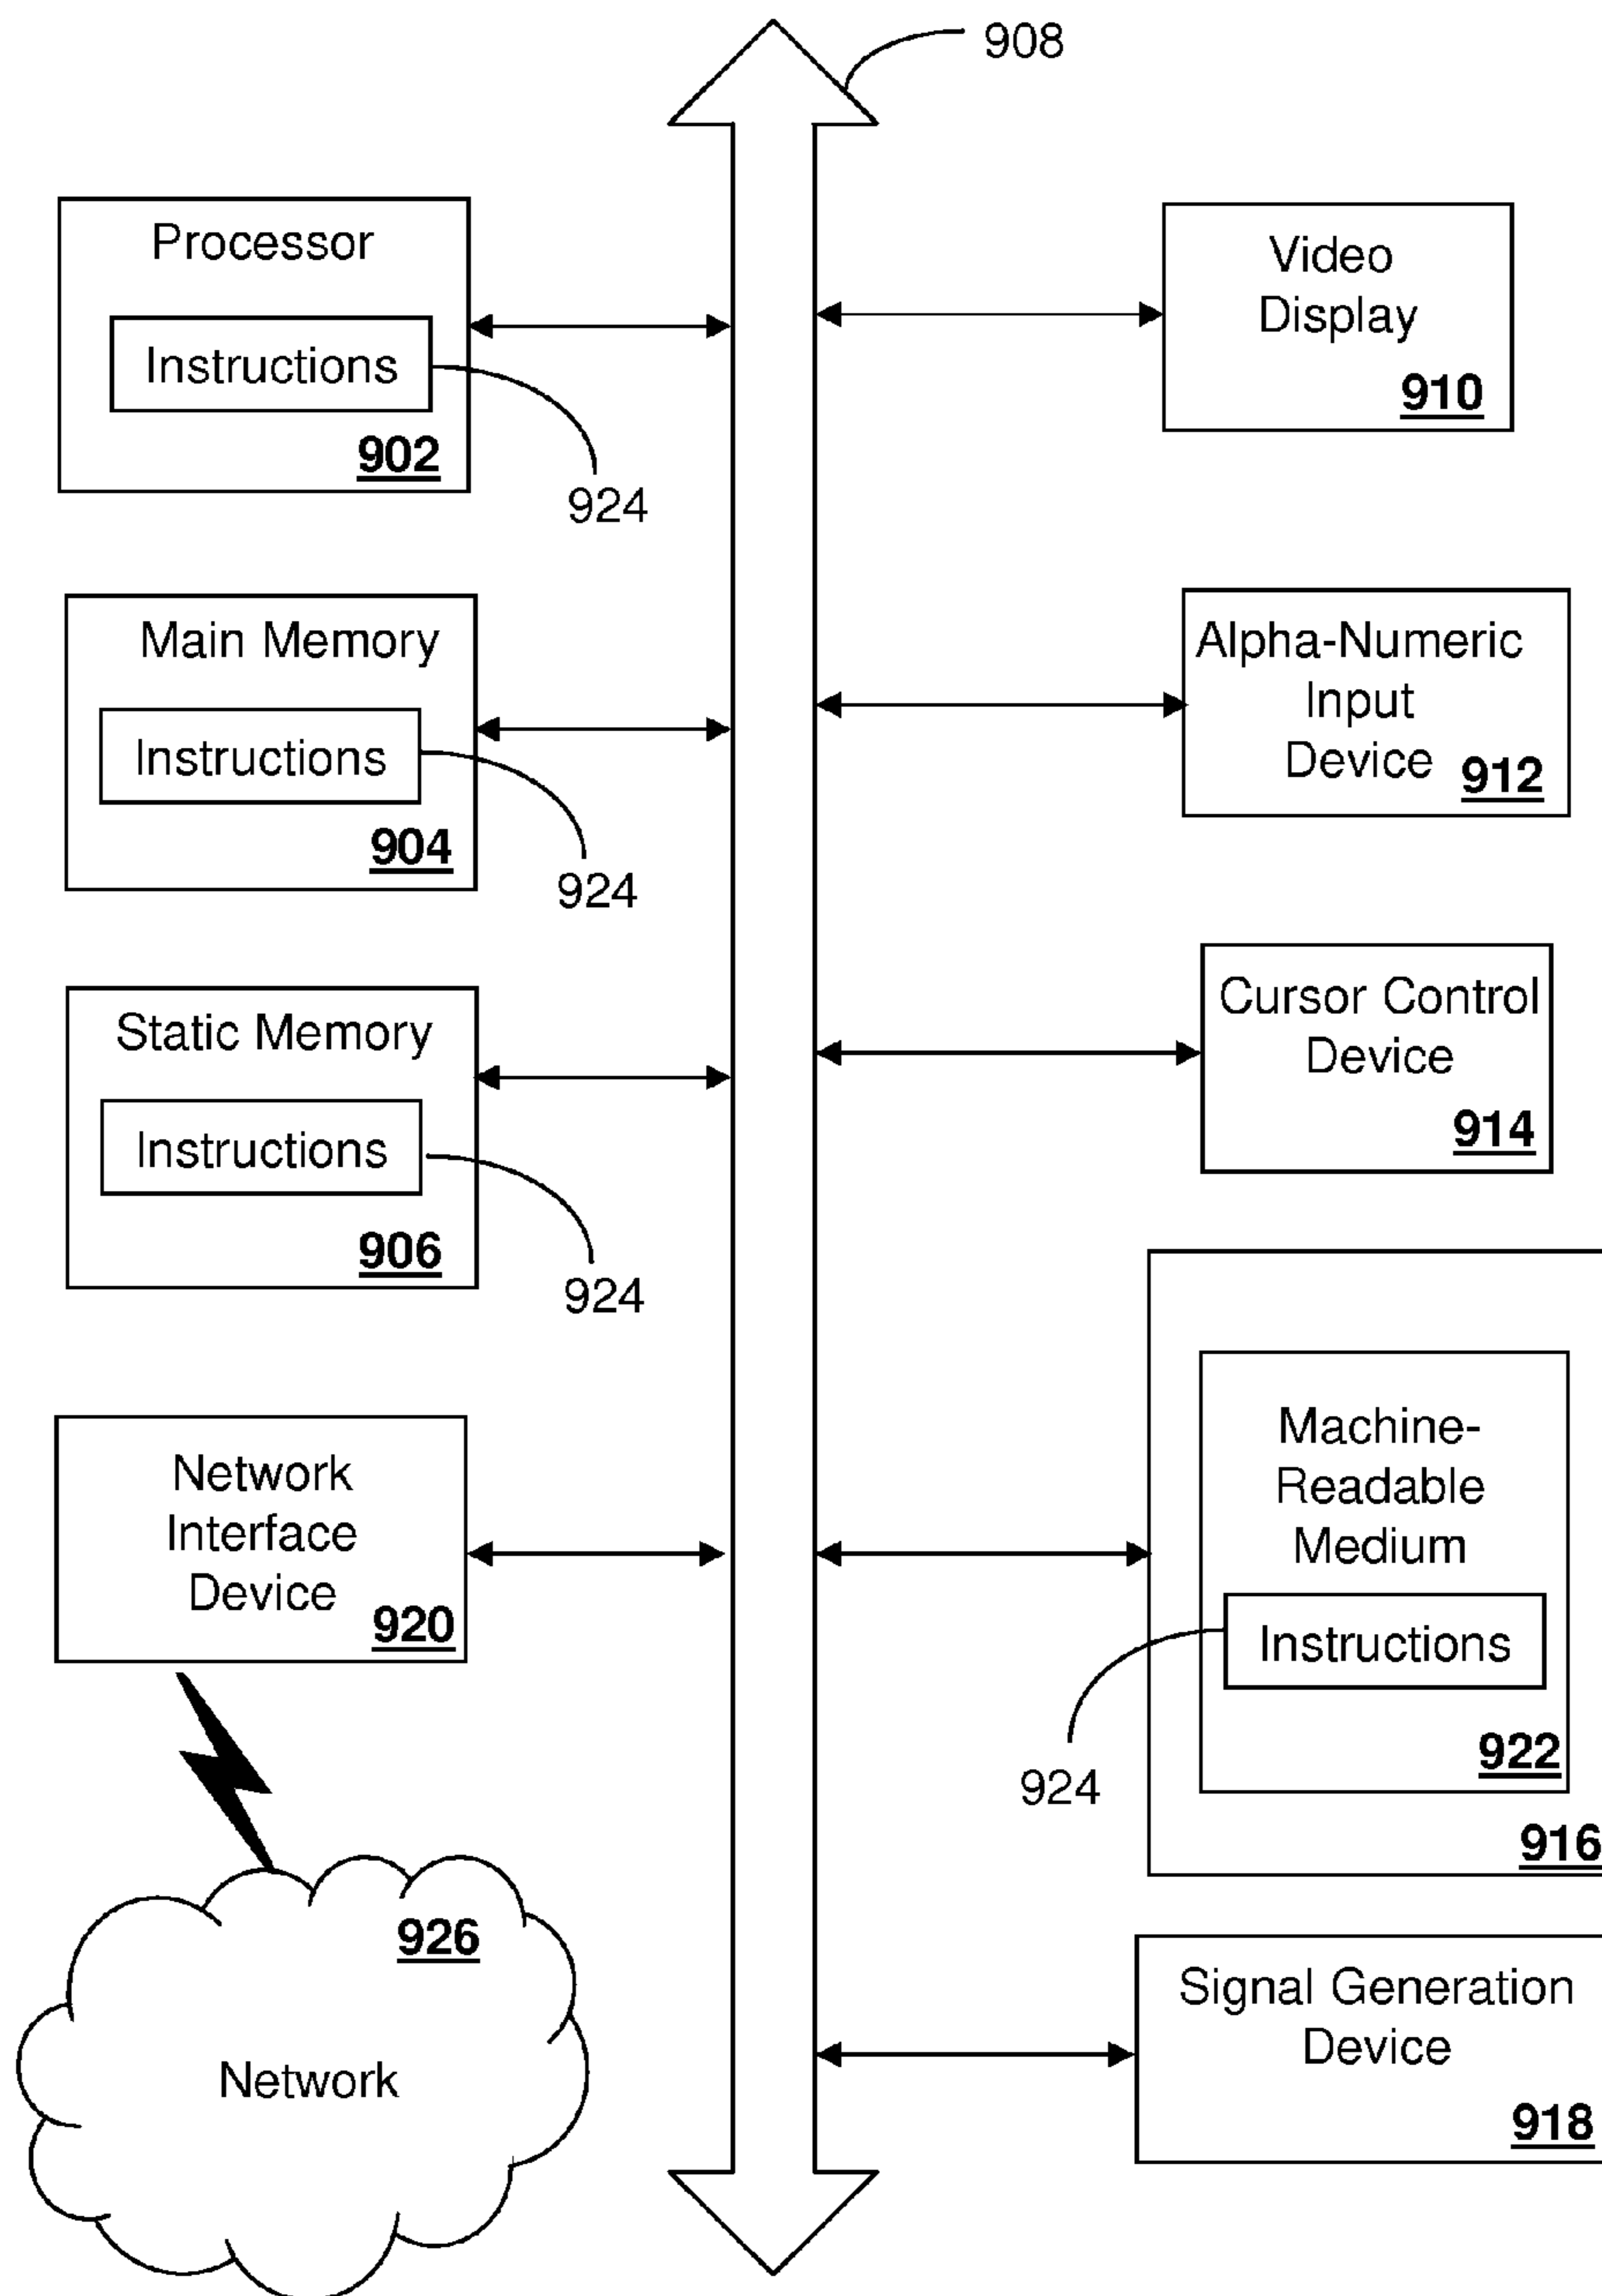 908
Processor
Instructions
902
924
Main Memory
Instructions
904
924
Static Memory
Instructions
906
924
Network
Interface
Device
920
926
Network
Video
Display
910
Alpha-Numeric
Input
Device
912
Cursor Control
Device
914
Machine-
Readable
Medium
Instructions
922
924
916
Signal Generation
Device
918